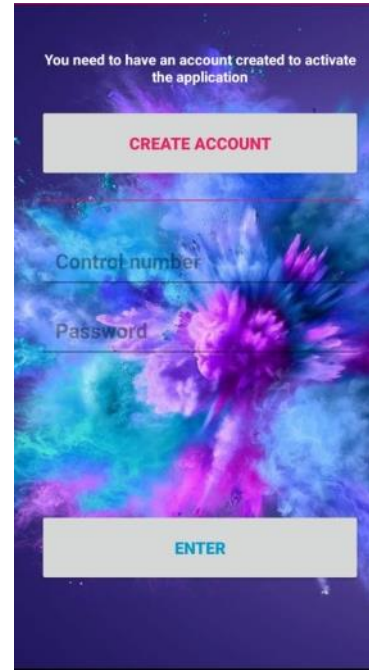 You need to have an account created to activate
the application
CREATE ACCOUNT
Control number
Password
ENTER